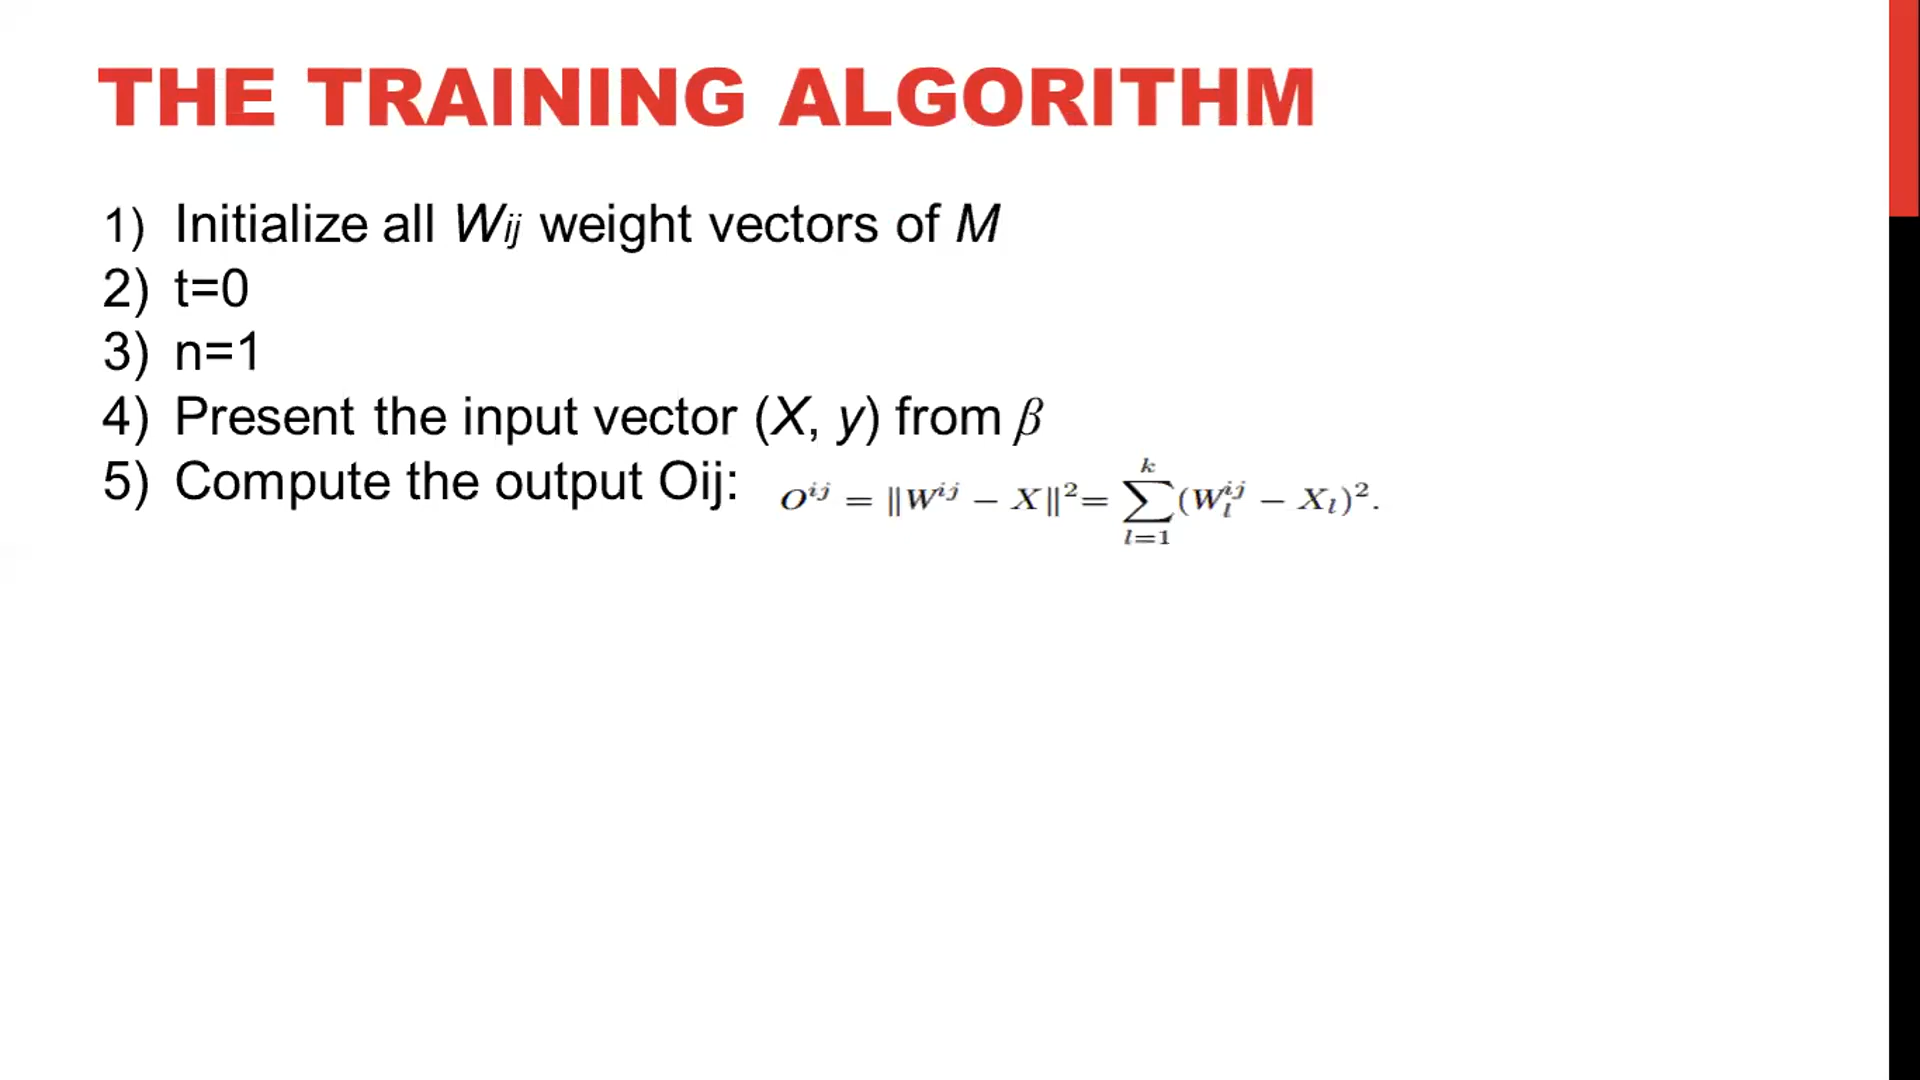 THE TRAINING ALGORITHM
1) Initialize all Wij weight vectors of M
2) t=0
3) n=1
4) Present the input vector (X, y) from β
5) Compute the output Oij: O^{ij} = ‖W^{ij} − X‖^2= \sum_{l=1}^{k} (W_l^{ij} − X_l)^2.